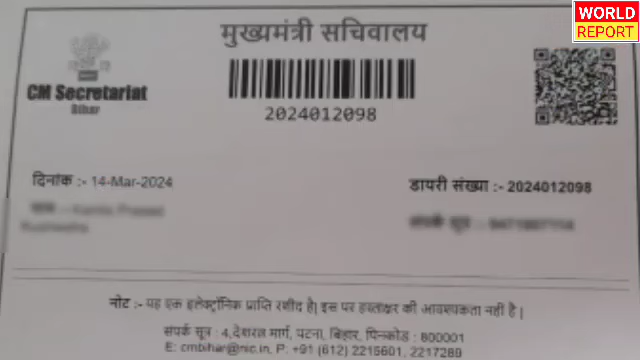 WORLD
REPORT
मुख्यमंत्री सचिवालय
CM Secretariat
Bihar
2024012098
दिनांक :- 14-Mar-2024
डायरी संख्या :- 2024012098
नोट :- यह एक इलेक्ट्रॉनिक प्राप्ति रशीद है| इस पर हस्ताक्षर की आवश्यकता नहीं है |
संपर्क सूत्र : 4,देशरत्न मार्ग, पटना, बिहार, पिनकोड : 800001
E: cmbihar@nic.in, P: +91 (612) 2215601, 2217289